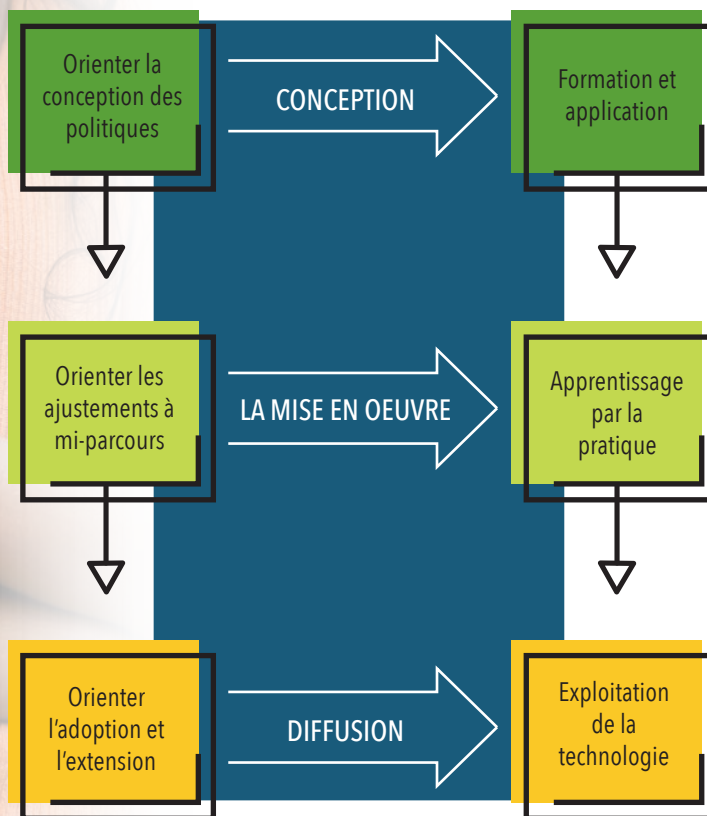 Orienter la
conception des
politiques
CONCEPTION
Formation et
application
Orienter les
ajustements à
mi-parcours
LA MISE EN OEUVRE
Apprentissage
par la
pratique
Orienter
l'adoption et
l'extension
DIFFUSION
Exploitation
de la
technologie